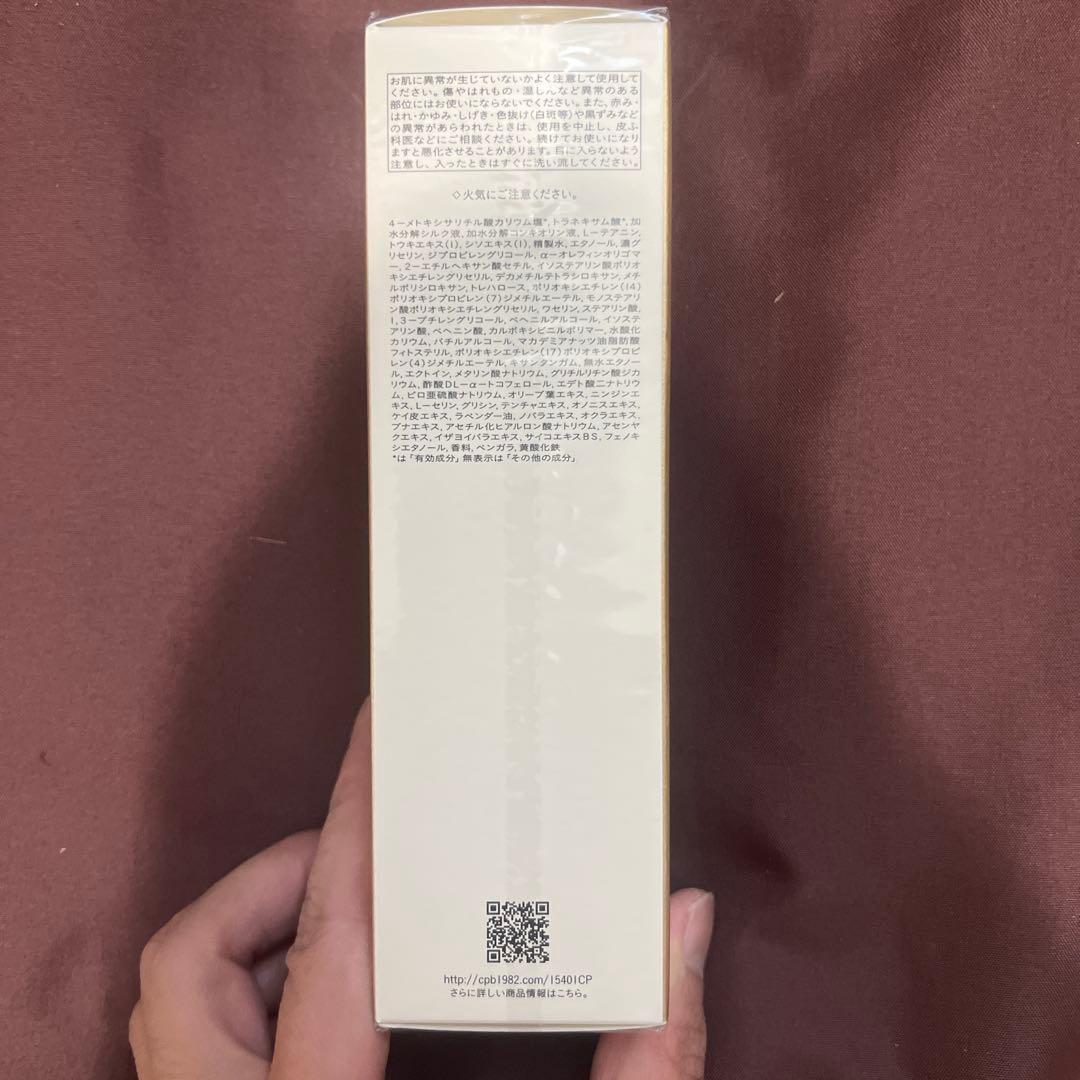 お肌に異常が生じていないかよく注意して使用して
ください。傷やはれもの・湿しんなど異常のある
部位にはお使いにならないでください。また、赤み・
はれ・かゆみ・しげき・色抜け(白斑等)や黒ずみなど
の異常があらわれたときは、使用を中止し、皮ふ
科医などにご相談ください。続けてお使いになり
ますと悪化させることがあります。目に入らないよう
注意し、入ったときはすぐに洗い流してください。
◇火気にご注意ください。
4-メトキシサリチル酸カリウム塩*,トラネキサム酸*,加
水分解シルク液,加水分解コンキオリン液,L-テアニン,
トウキエキス(1),シソエキス(1),精製水,エタノール,濃グ
リセリン,ジプロピレングリコール,α-オレフィンオリゴマ
ー,2-エチルヘキサン酸セチル,イソステアリン酸ポリオ
キシエチレングリセリル,デカメチルテトラシロキサン,メチ
ルポリシロキサン,トレハロース,ポリオキシエチレン(14)
ポリオキシプロピレン(7)ジメチルエーテル,モノステアリ
ン酸ポリオキシエチレングリセリル,ワセリン,ステアリン酸,
1,3-ブチレングリコール,ベヘニルアルコール,イソス
テアリン酸,ベヘニン酸,カルボキシビニルポリマー,水酸化
カリウム,バチルアルコール,マカデミアナッツ油脂肪酸
フィトステリル,ポリオキシエチレン(17)ポリオキシプロピ
レン(4)ジメチルエーテル,キサンタンガム,無水エタノー
ル,エクトイン,メタリン酸ナトリウム,グリチルリチン酸ジカ
リウム,酢酸DL-α-トコフェロール,エデト酸二ナトリウ
ム,ピロ亜硫酸ナトリウム,オリーブ葉エキス,ニンジンエ
キス,L-セリン,グリシン,テンチャエキス,オノニスエキス,
ケイ皮エキス,ラベンダー油,ノバラエキス,オクラエキス,
ブナエキス,アセチル化ヒアルロン酸ナトリウム,アセンヤ
クエキス,イザヨイバラエキス,サイコエキスBS,フェノキ
シエタノール,香料,ベンガラ,黄酸化鉄
*は「有効成分」無表示は「その他の成分」
http://cpb1982.com/15401CP
さらに詳しい商品情報はこちら。